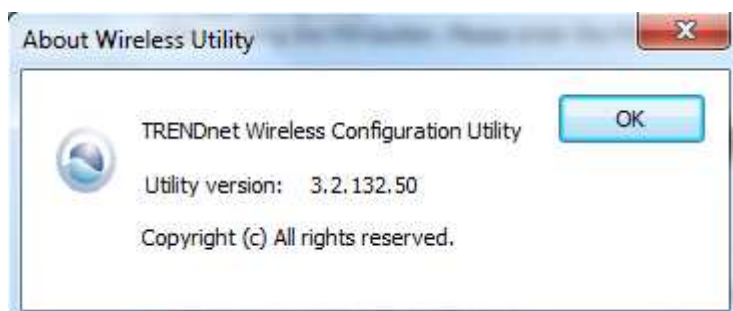 About Wireless Utility
TRENDnet Wireless Configuration Utility
OK
Utility version: 3.2.132.50
Copyright (c) All rights reserved.